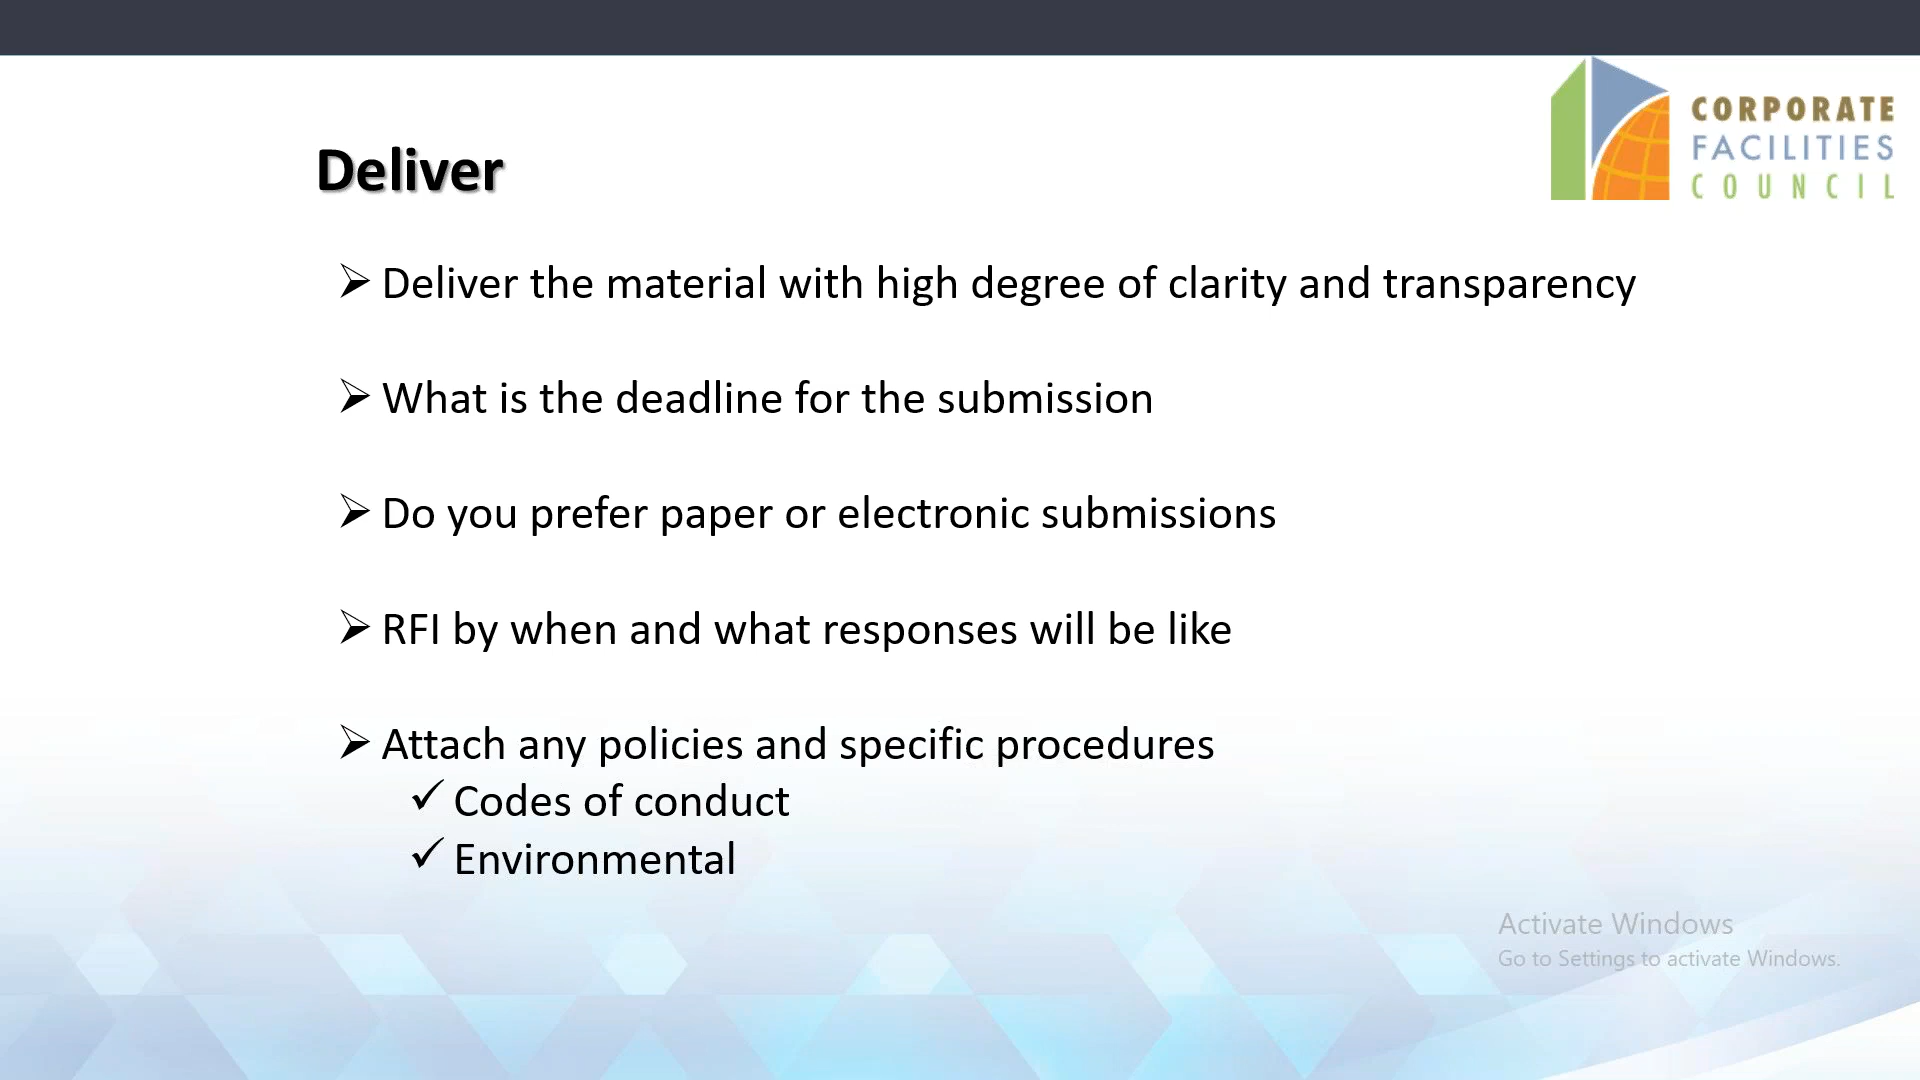 CORPORATE
FACILITIES
COUNCIL
Deliver
Deliver the material with high degree of clarity and transparency
What is the deadline for the submission
Do you prefer paper or electronic submissions
RFI by when and what responses will be like
Attach any policies and specific procedures
Codes of conduct
Environmental
Activate Windows
Go to Settings to activate Windows.